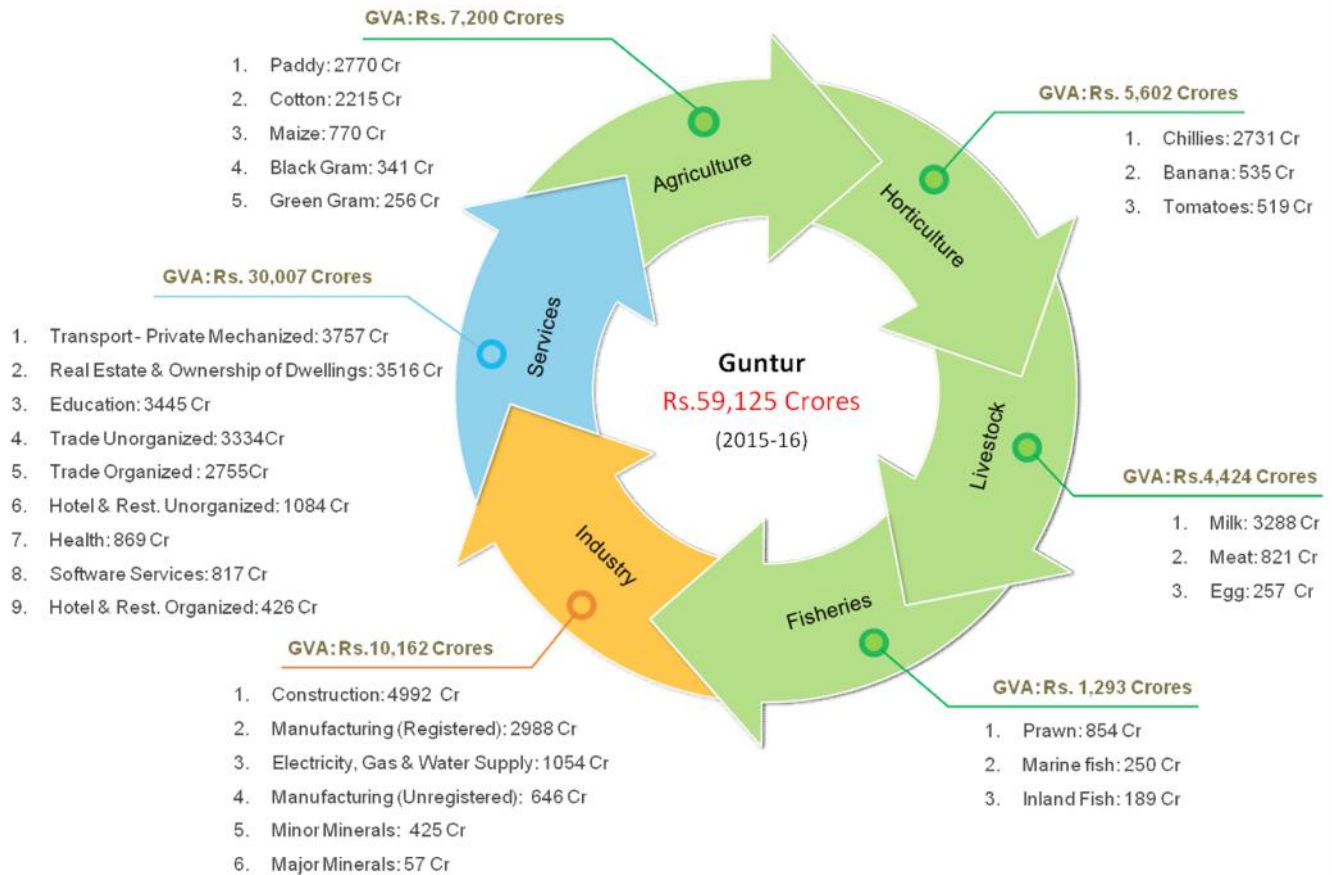 GVA: Rs. 7,200 Crores
1. Paddy: 2770 Cr
2. Cotton: 2215 Cr
3. Maize: 770 Cr
4. Black Gram: 341 Cr
5. Green Gram: 256 Cr
Agriculture
GVA: Rs. 5,602 Crores
1. Chillies: 2731 Cr
2. Banana: 535 Cr
3. Tomatoes: 519 Cr
Horticulture
GVA: Rs. 30,007 Crores
1. Transport - Private Mechanized: 3757 Cr
2. Real Estate & Ownership of Dwellings: 3516 Cr
3. Education: 3445 Cr
4. Trade Unorganized: 3334Cr
5. Trade Organized : 2755Cr
6. Hotel & Rest. Unorganized: 1084 Cr
7. Health: 869 Cr
8. Software Services: 817 Cr
9. Hotel & Rest. Organized: 426 Cr
Services
Guntur
Rs.59,125 Crores
(2015-16)
Livestock
GVA: Rs.4,424 Crores
1. Milk: 3288 Cr
2. Meat: 821 Cr
3. Egg: 257 Cr
Industry
GVA: Rs.10,162 Crores
1. Construction: 4992 Cr
2. Manufacturing (Registered): 2988 Cr
3. Electricity, Gas & Water Supply: 1054 Cr
4. Manufacturing (Unregistered): 646 Cr
5. Minor Minerals: 425 Cr
6. Major Minerals: 57 Cr
Fisheries
GVA: Rs. 1,293 Crores
1. Prawn: 854 Cr
2. Marine fish: 250 Cr
3. Inland Fish: 189 Cr